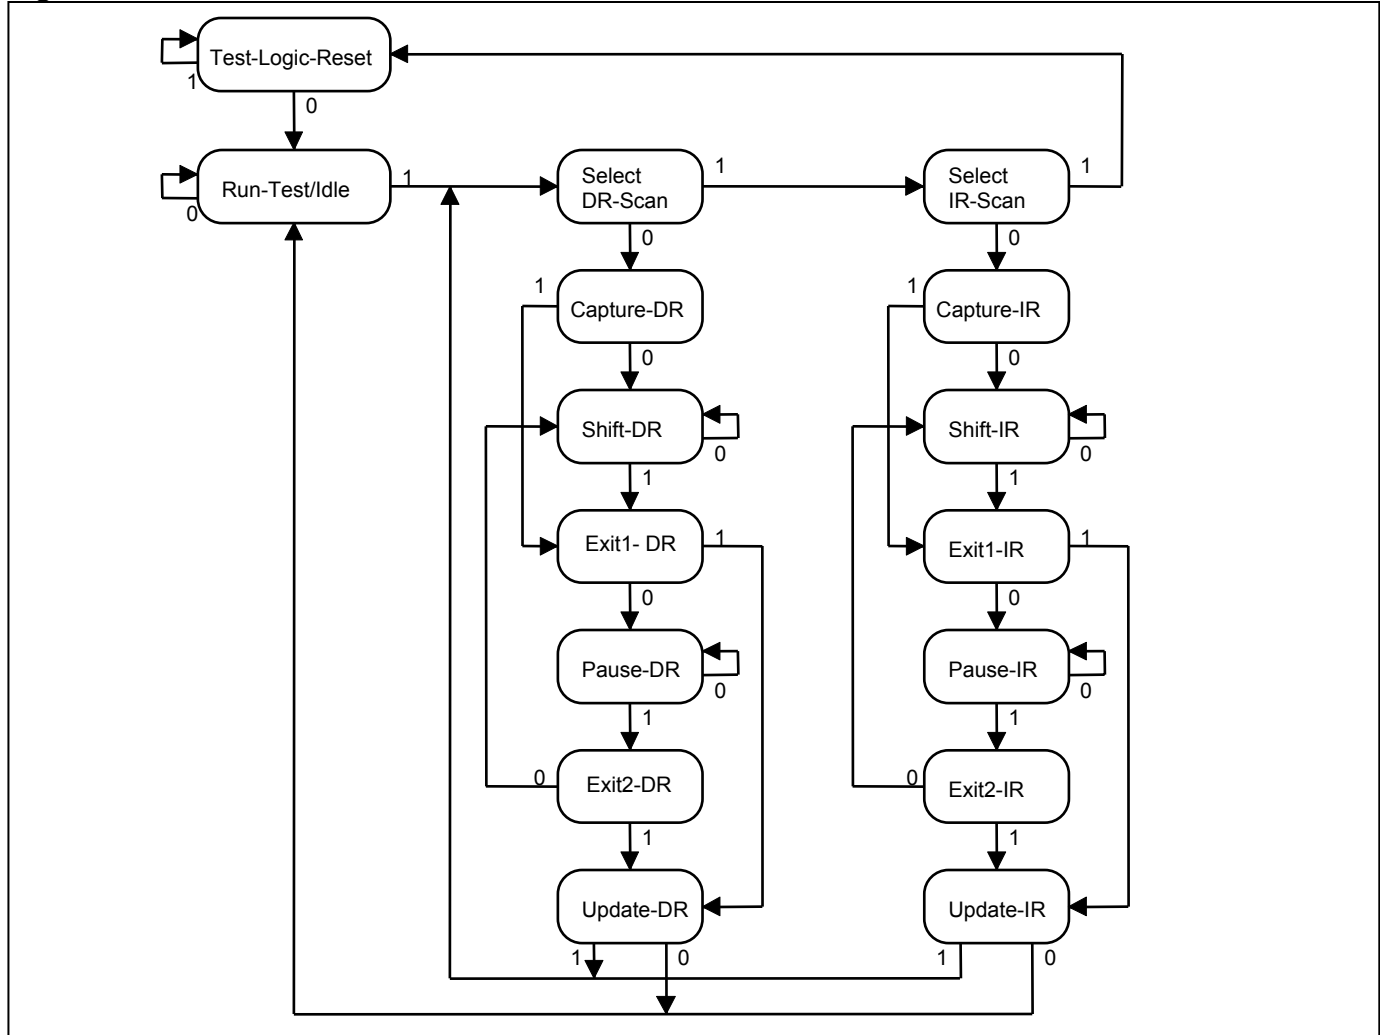 Test-Logic-Reset
1
0
Run-Test/Idle
0
1
Select
DR-Scan
1
0
Select
IR-Scan
1
0
Capture-DR
1
0
Capture-IR
1
0
Shift-DR
0
1
Shift-IR
0
1
Exit1- DR
1
0
Exit1-IR
1
0
Pause-DR
0
1
Pause-IR
0
1
Exit2-DR
0
1
Exit2-IR
0
1
Update-DR
1
0
Update-IR
1
0